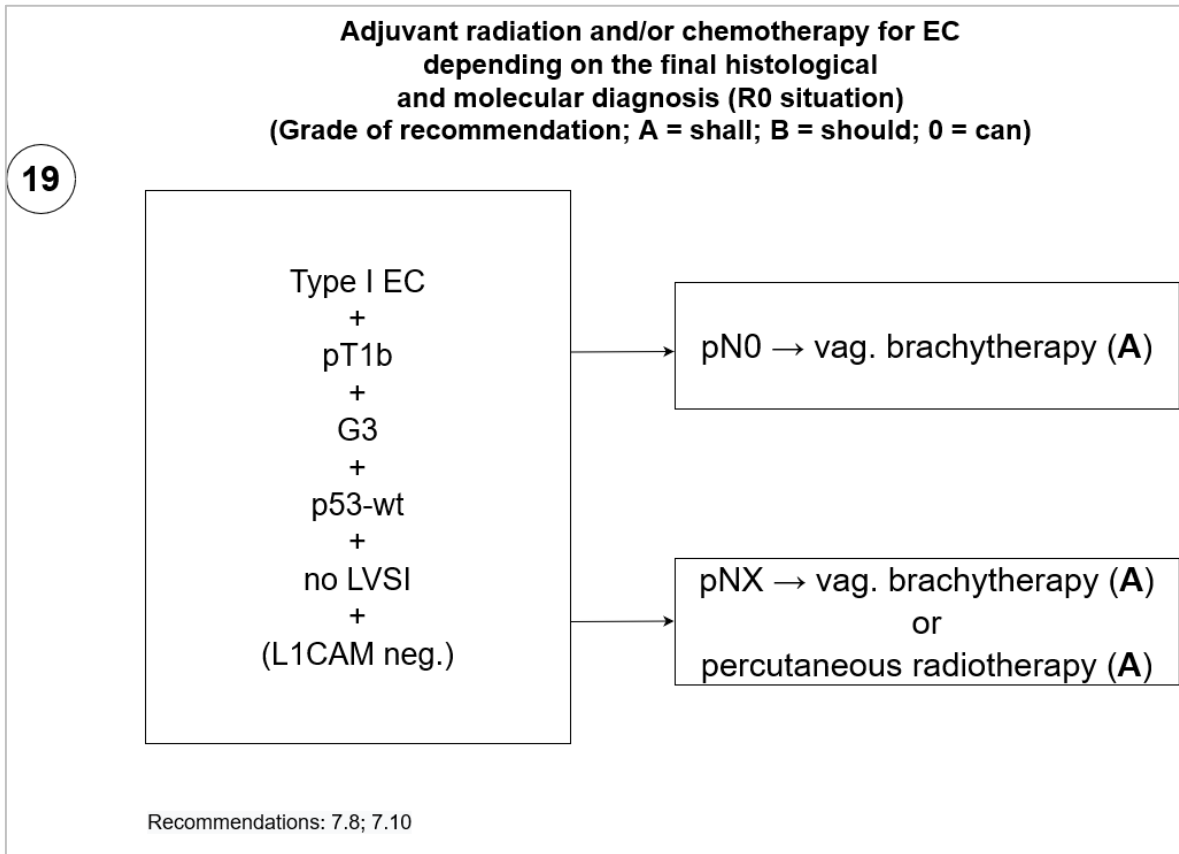 Adjuvant radiation and/or chemotherapy for EC
depending on the final histological
and molecular diagnosis (R0 situation)
(Grade of recommendation; A = shall; B = should; 0 = can)
19
Type I EC
+
pT1b
+
G3
+
p53-wt
+
no LVSI
+
(L1CAM neg.)
pN0 → vag. brachytherapy (A)
pNX → vag. brachytherapy (A)
or
percutaneous radiotherapy (A)
Recommendations: 7.8; 7.10